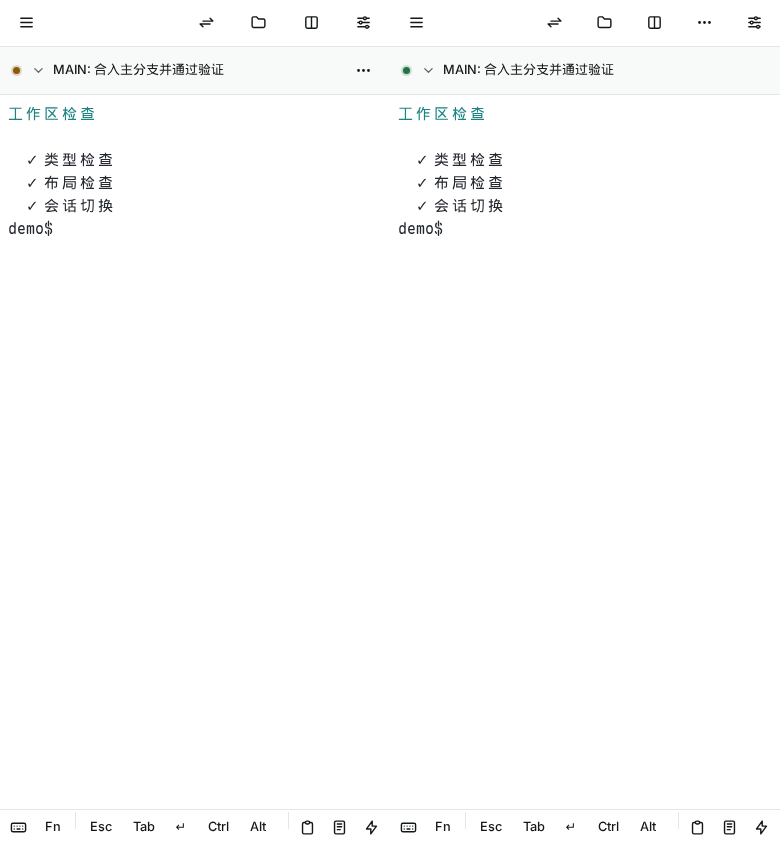 MAIN: 合入主分支并通过验证
工作区检查
✓ 类型检查
✓ 布局检查
✓ 会话切换
demo$
Fn Esc Tab ↵ Ctrl Alt
MAIN: 合入主分支并通过验证
工作区检查
✓ 类型检查
✓ 布局检查
✓ 会话切换
demo$
Fn Esc Tab ↵ Ctrl Alt